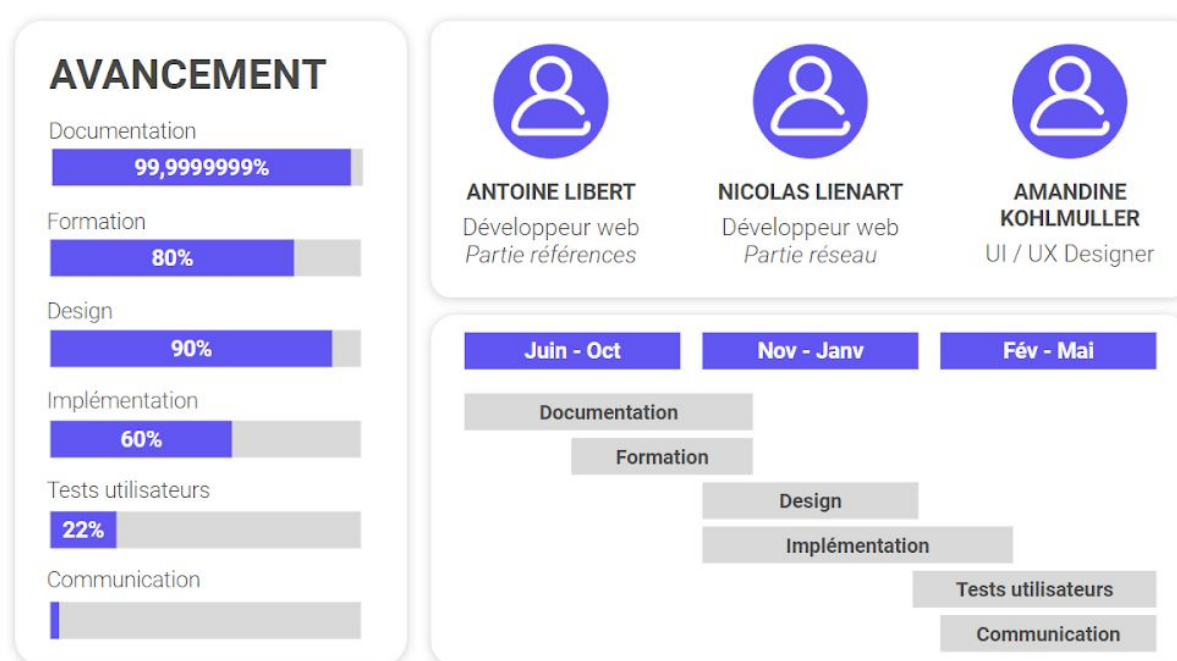 AVANCEMENT
Documentation
99,9999999%
Formation
80%
Design
90%
Implémentation
60%
Tests utilisateurs
22%
Communication
ANTOINE LIBERT
Développeur web
Partie références
NICOLAS LIENART
Développeur web
Partie réseau
AMANDINE
KOHLMULLER
UI / UX Designer
Juin - Oct
Nov - Janv
Fév - Mai
Documentation
Formation
Design
Implémentation
Tests utilisateurs
Communication